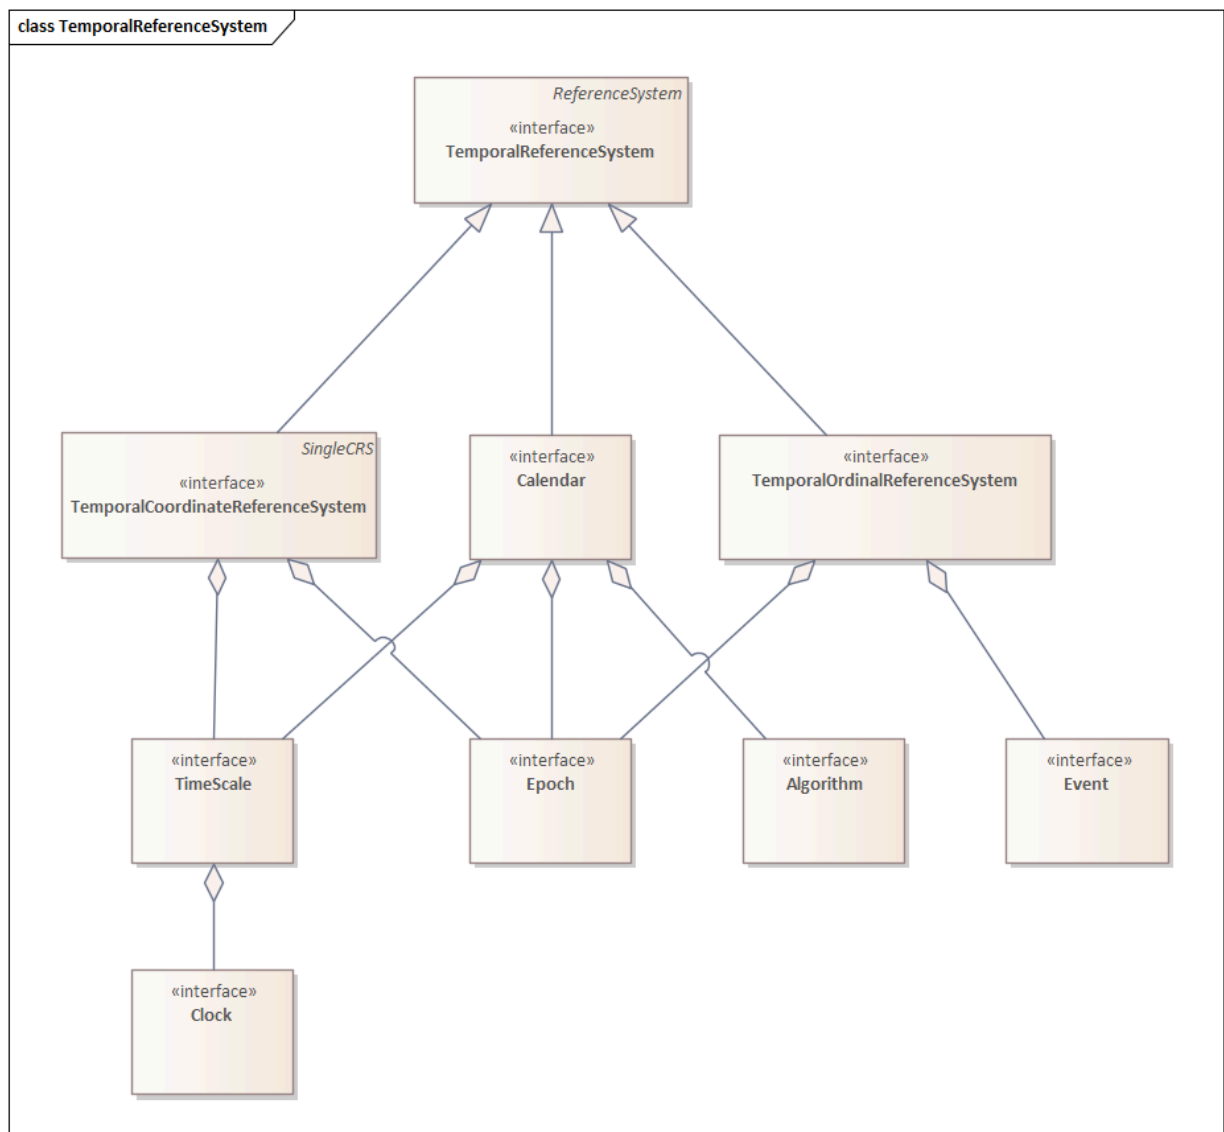 class TemporalReferenceSystem
ReferenceSystem
«interface»
TemporalReferenceSystem
SingleCRS
«interface»
TemporalCoordinateReferenceSystem
«interface»
Calendar
«interface»
TemporalOrdinalReferenceSystem
«interface»
TimeScale
«interface»
Epoch
«interface»
Algorithm
«interface»
Event
«interface»
Clock